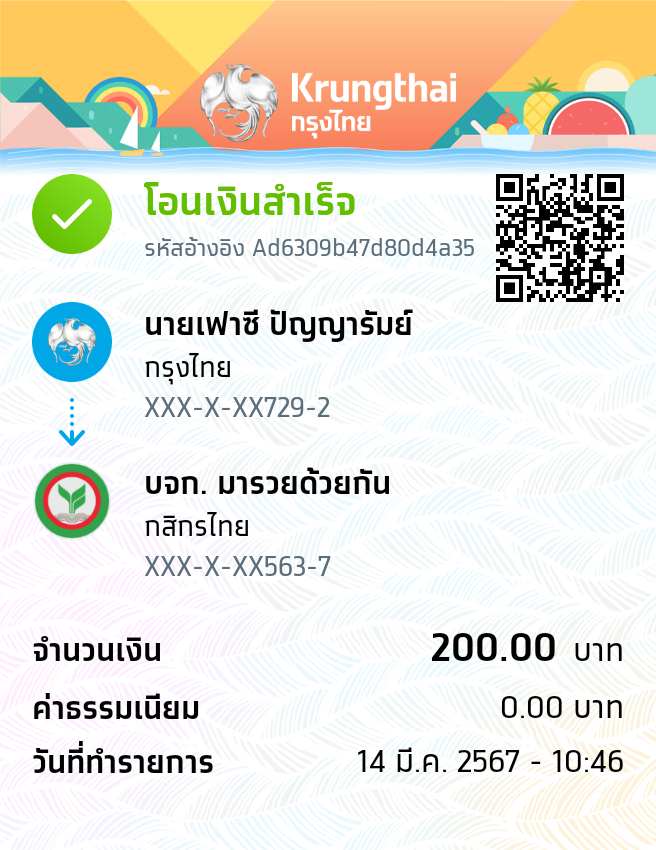 Krungthai
กรุงไทย
โอนเงินสำเร็จ
รหัสอ้างอิง Ad6309b47d80d4a35
นายเฟาซี ปัญญารัมย์
กรุงไทย
XXX-X-XX729-2
บจก. มารวยด้วยกัน
กสิกรไทย
XXX-X-XX563-7
จำนวนเงิน 200.00 บาท
ค่าธรรมเนียม 0.00 บาท
วันที่ทำรายการ 14 มี.ค. 2567 - 10:46